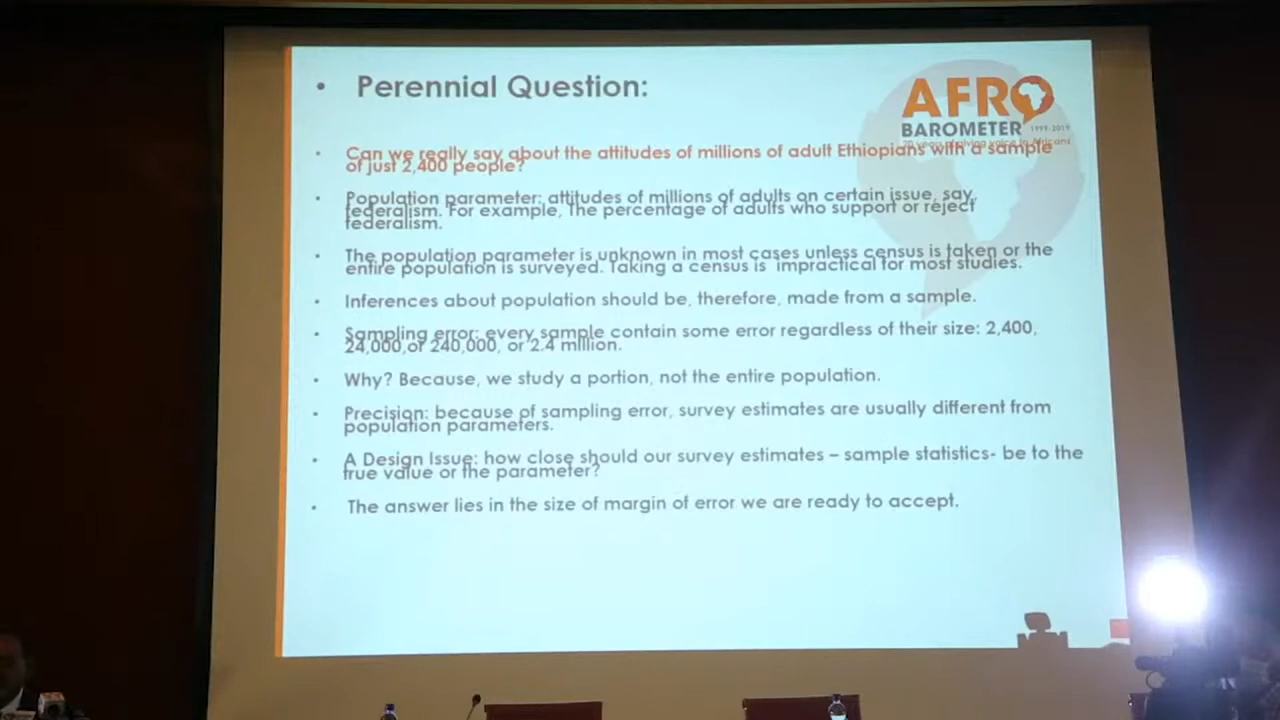 • Perennial Question:
AFRO
BAROMETER 1999-2019
• Can we really say about the attitudes of millions of adult Ethiopians with a sample
of just 2,400 people?
• Population parameter: attitudes of millions of adults on certain issue, say,
federalism. For example, The percentage of adults who support or reject
federalism.
• The population parameter is unknown in most cases unless census is taken or the
entire population is surveyed. Taking a census is impractical for most studies.
• Inferences about population should be, therefore, made from a sample.
• Sampling error: every sample contain some error regardless of their size: 2,400,
24,000,or 240,000, or 2.4 million.
• Why? Because, we study a portion, not the entire population.
• Precision: because of sampling error, survey estimates are usually different from
population parameters.
• A Design Issue: how close should our survey estimates – sample statistics- be to the
true value or the parameter?
• The answer lies in the size of margin of error we are ready to accept.